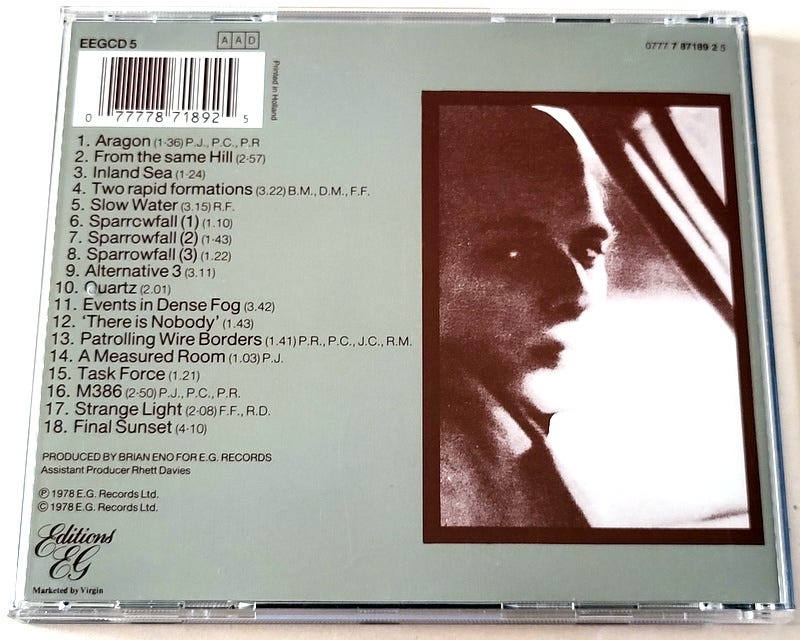 EEGCD 5
AAD
0777 7 87189 2 5
0 77778 71892 5
Printed in Holland
1. Aragon (1·36) P.J., P.C., P.R
2. From the same Hill (2·57)
3. Inland Sea (1·24)
4. Two rapid formations (3.22) B.M., D.M., F.F.
5. Slow Water (3.15) R.F.
6. Sparrowfall (1) (1.10)
7. Sparrowfall (2) (1·43)
8. Sparrowfall (3) (1.22)
9. Alternative 3 (3.11)
10. Quartz (2.01)
11. Events in Dense Fog (3.42)
12. ‘There is Nobody’ (1.43)
13. Patrolling Wire Borders (1.41) P.R., P.C., J.C., R.M.
14. A Measured Room (1.03) P.J.
15. Task Force (1.21)
16. M386 (2·50) P.J., P.C., P.R.
17. Strange Light (2·08) F.F., R.D.
18. Final Sunset (4·10)
PRODUCED BY BRIAN ENO FOR E.G. RECORDS
Assistant Producer Rhett Davies
℗ 1978 E.G. Records Ltd.
© 1978 E.G. Records Ltd.
Editions
EG
Marketed by Virgin